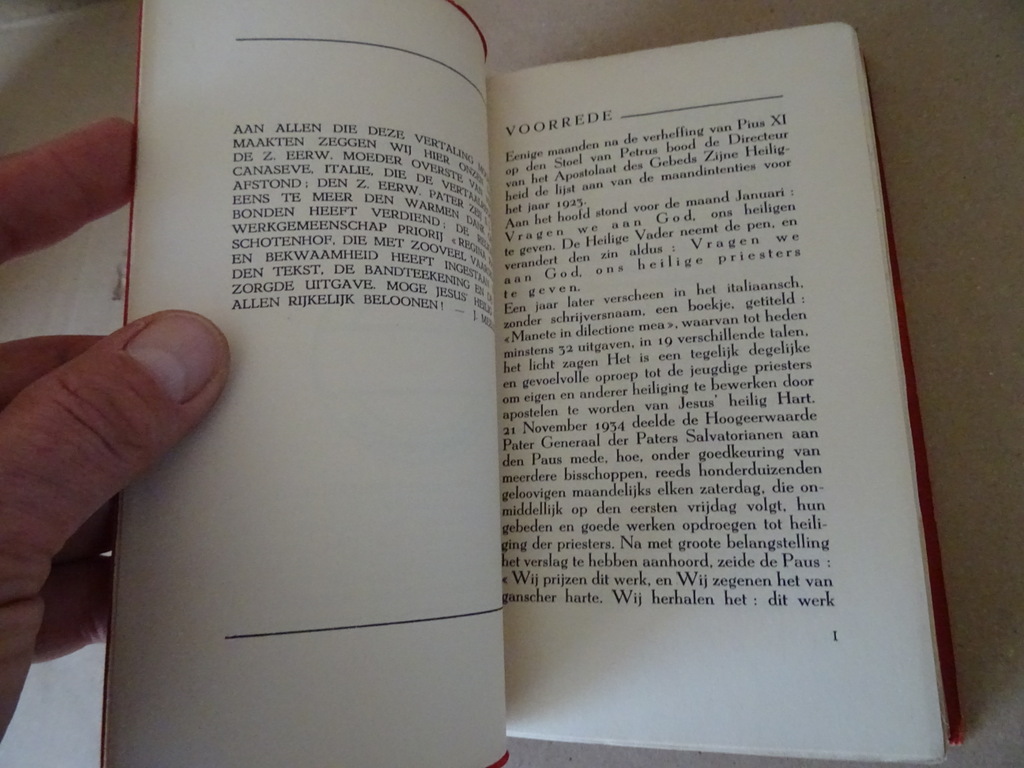 AAN ALLEN DIE DEZE VERTALING
MAAKTEN ZEGGEN WIJ HIER ONZEN
DE Z. EERW. MOEDER OVERSTE VAN
CANASEVE, ITALIE, DIE DE VERTAAL
AFSTOND; DEN Z. EERW. PATER ZEE
EENS TE MEER DEN WARMEN DANK
BONDEN HEEFT VERDIEND; DE
WERKGEMEENSCHAP PRIORIJ «REGINA
SCHOTENHOF, DIE MET ZOOVEEL VAAR
EN BEKWAAMHEID HEEFT INGESTAAN
DEN TEKST, DE BANDTEEKENING EN
ZORGDE UITGAVE. MOGE JESUS' HEILIG
ALLEN RIJKELIJK BELOONEN! — J.
VOORREDE
Eenige maanden na de verheffing van Pius XI
op den Stoel van Petrus bood de Directeur
van het Apostolaat des Gebeds Zijne Heilig-
heid de lijst aan van de maandintenties voor
het jaar 1923.
Aan het hoofd stond voor de maand Januari :
Vragen we aan God, ons heiligen
te geven. De Heilige Vader neemt de pen, en
verandert den zin aldus : Vragen we
aan God, ons heilige priesters
te geven.
Een jaar later verscheen in het italiaansch,
zonder schrijversnaam, een boekje, getiteld :
«Manete in dilectione mea», waarvan tot heden
minstens 32 uitgaven, in 19 verschillende talen,
het licht zagen Het is een tegelijk degelijke
en gevoelvolle oproep tot de jeugdige priesters
om eigen en anderer heiliging te bewerken door
apostelen te worden van Jesus' heilig Hart.
21 November 1934 deelde de Hoogeerwaarde
Pater Generaal der Paters Salvatorianen aan
den Paus mede, hoe, onder goedkeuring van
meerdere bisschoppen, reeds honderduizenden
geloovigen maandelijks elken zaterdag, die on-
middellijk op den eersten vrijdag volgt, hun
gebeden en goede werken opdroegen tot heili-
ging der priesters. Na met groote belangstelling
het verslag te hebben aanhoord, zeide de Paus :
« Wij prijzen dit werk, en Wij zegenen het van
ganscher harte. Wij herhalen het : dit werk
I